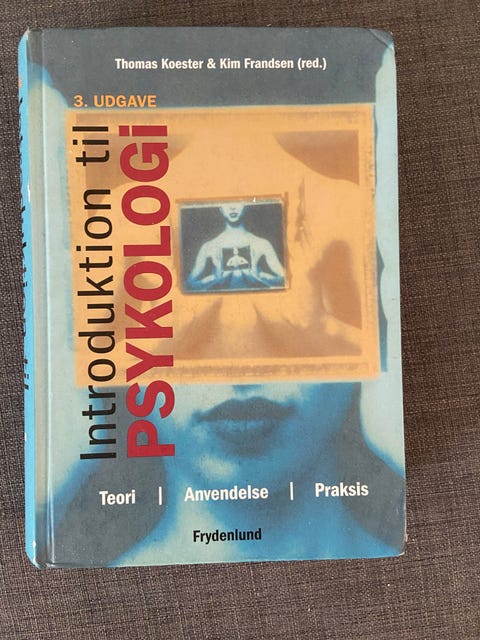 Thomas Koester & Kim Frandsen (red.)
3. UDGAVE
Introduktion til
PSYKOLOGi
Teori | Anvendelse | Praksis
Frydenlund